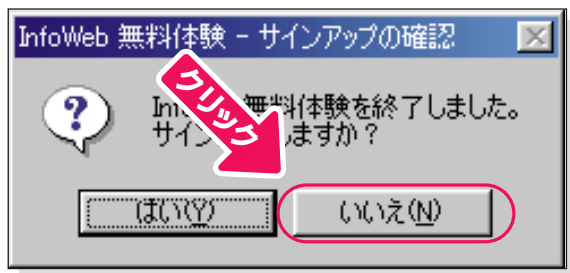 InfoWeb 無料体験 - サインアップの確認
クリック
無料体験を終了しました。
サイン しますか？
はい(Y)
いいえ(N)